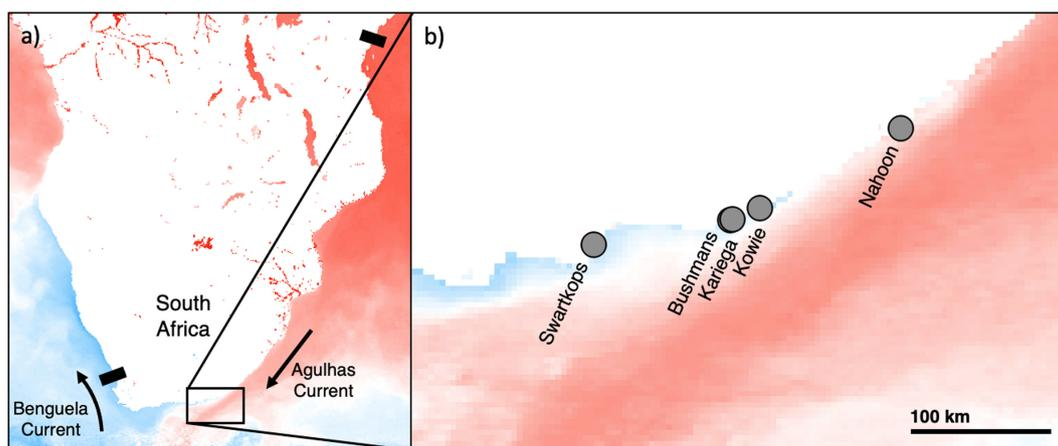 a)
South
Africa
Agulhas
Current
Benguela
Current
b)
Swartkops
Bushmans
Kariega
Kowie
Nahoon
100 km